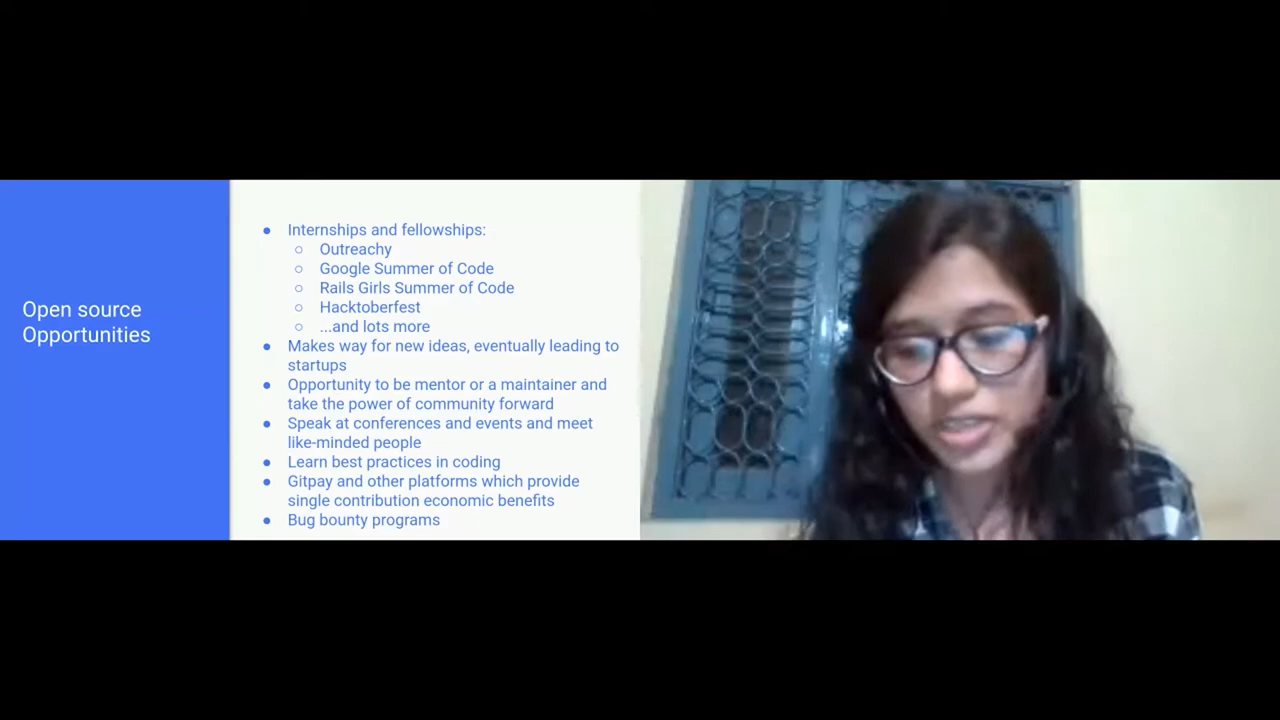 Open source
Opportunities
● Internships and fellowships:
○ Outreachy
○ Google Summer of Code
○ Rails Girls Summer of Code
○ Hacktoberfest
○ ...and lots more
● Makes way for new ideas, eventually leading to
startups
● Opportunity to be mentor or a maintainer and
take the power of community forward
● Speak at conferences and events and meet
like-minded people
● Learn best practices in coding
● Gitpay and other platforms which provide
single contribution economic benefits
● Bug bounty programs